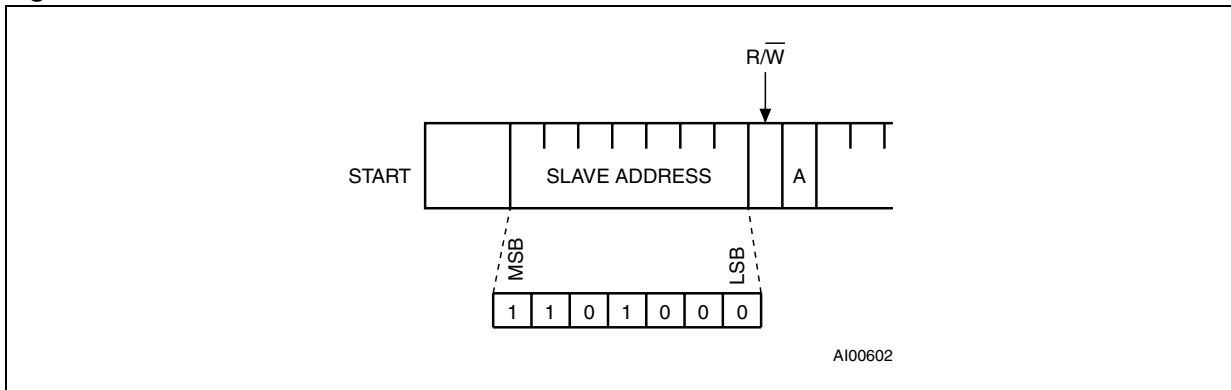 R/W̅
START
SLAVE ADDRESS
A
MSB
LSB
1 1 0 1 0 0 0
AI00602